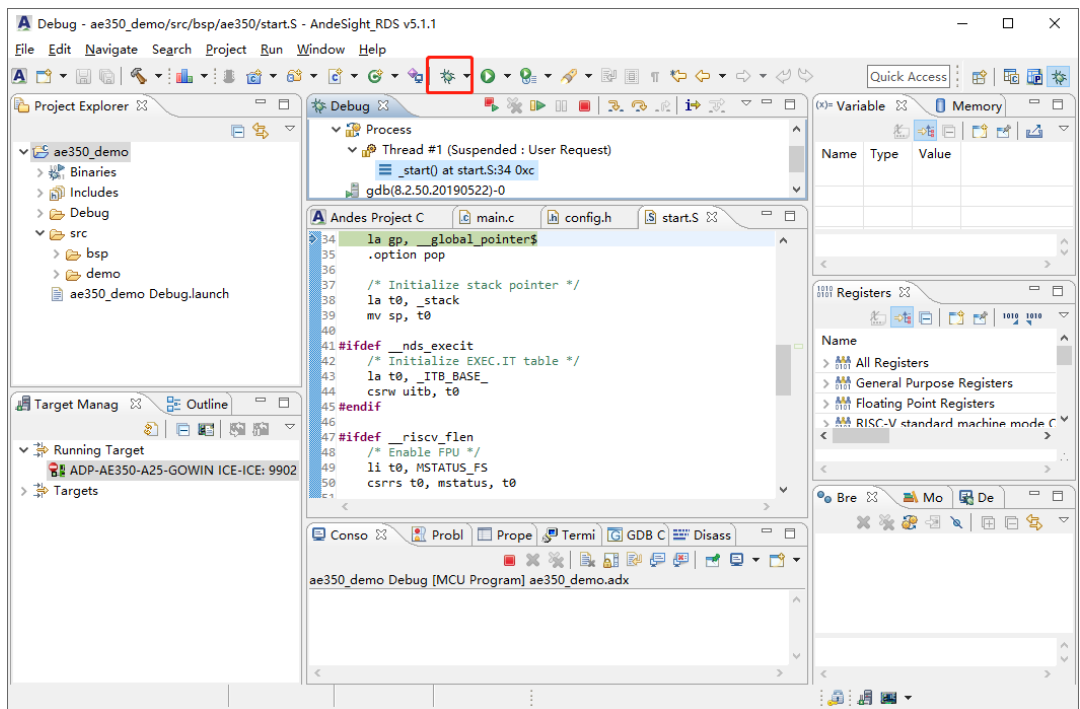 Debug - ae350_demo/src/bsp/ae350/start.S - AndeSight_RDS v5.1.1
File Edit Navigate Search Project Run Window Help
Quick Access
Project Explorer
ae350_demo
Binaries
Includes
Debug
src
bsp
demo
ae350_demo Debug.launch
Target Manag
Outline
Running Target
ADP-AE350-A25-GOWIN ICE-ICE: 9902
Targets
Debug
Process
Thread #1 (Suspended : User Request)
_start() at start.S:34 0xc
gdb(8.2.50.20190522)-0
Andes Project C
main.c
config.h
start.S
34 la gp, __global_pointer$
35 .option pop
36
37 /* Initialize stack pointer */
38 la t0, _stack
39 mv sp, t0
40
41 #ifdef __nds_execit
42 /* Initialize EXEC.IT table */
43 la t0, _ITB_BASE_
44 csrw uitb, t0
45 #endif
46
47 #ifdef __riscv_flen
48 /* Enable FPU */
49 li t0, MSTATUS_FS
50 csrrs t0, mstatus, t0
51
Conso
Probl
Prope
Termi
GDB C
Disass
ae350_demo Debug [MCU Program] ae350_demo.adx
(x)= Variable
Memory
Name Type Value
Registers
Name
All Registers
General Purpose Registers
Floating Point Registers
RISC-V standard machine mode C
Bre
Mo
De